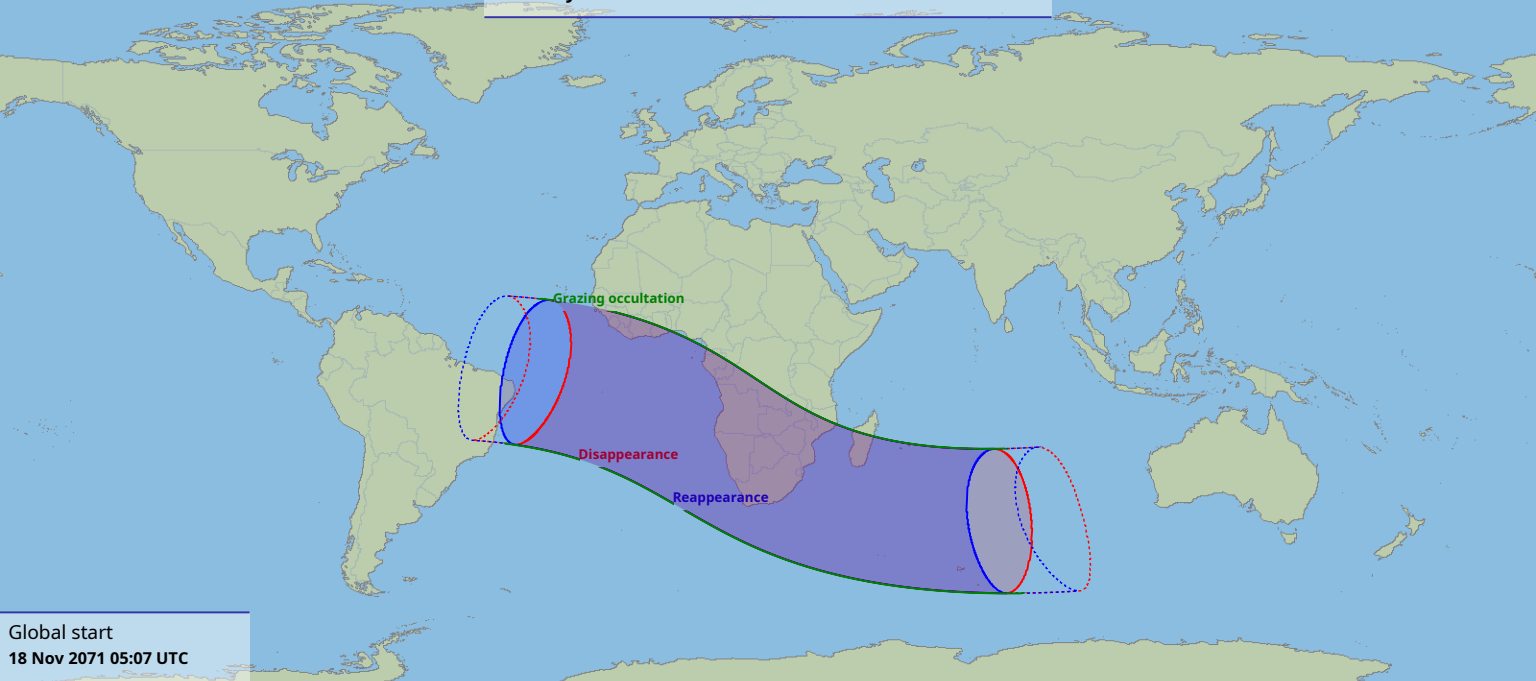 Grazing occultation
Disappearance
Reappearance
Global start
18 Nov 2071 05:07 UTC